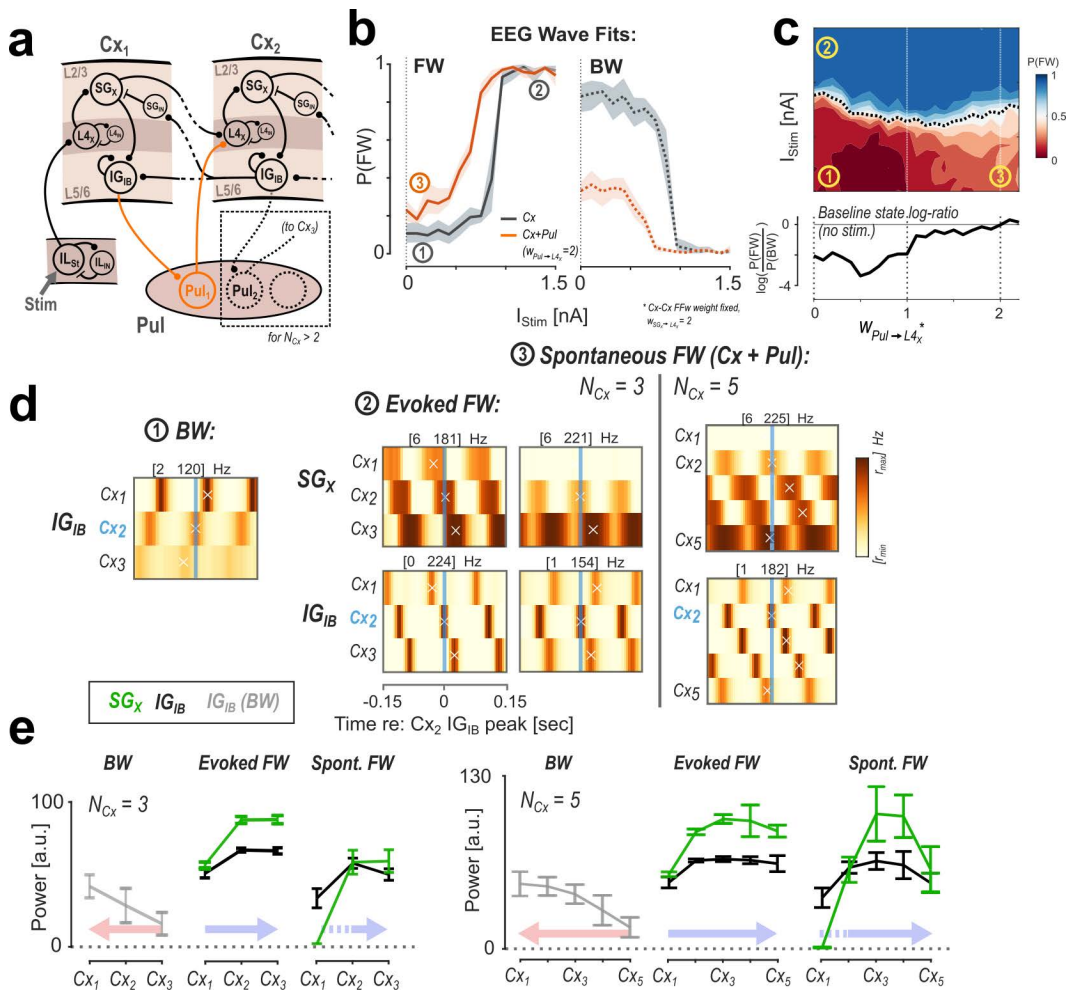 a
Cx1
Cx2
L2/3
SGX
SGIN
L4X
L4IN
IGIB
L5/6
L2/3
SGX
SGIN
L4X
L4IN
IGIB
L5/6
ILSt
ILIN
Stim
(to Cx3)
Pul1
Pul2
Pul
for NCx > 2
b
EEG Wave Fits:
FW
BW
P(FW)
1
0
3
2
1
Cx
Cx+Pul
(wPul→L4X=2)
0
1.5
0
1.5
IStim [nA]
* Cx-Cx FFw weight fixed,
wSGX→L4X = 2
c
2
1
3
IStim [nA]
P(FW)
1
0.5
0
Baseline state log-ratio
(no stim.)
log(P(FW)/P(BW))
0
-4
0
1
2
WPul→L4X*
d
3 Spontaneous FW (Cx + Pul):
NCx = 3
NCx = 5
1 BW:
2 Evoked FW:
[2 120] Hz
IGIB
Cx1
Cx2
Cx3
[6 181] Hz
[6 221] Hz
SGX
Cx1
Cx2
Cx3
[0 224] Hz
[1 154] Hz
IGIB
Cx1
Cx2
Cx3
-0.15
0
0.15
Time re: Cx2 IGIB peak [sec]
[6 225] Hz
Cx1
Cx2
Cx5
[1 182] Hz
Cx1
Cx2
Cx5
[rmin rmax] Hz
SGX IGIB IGIB (BW)
e
BW
Evoked FW
Spont. FW
NCx = 3
100
0
Power [a.u.]
Cx1 Cx2 Cx3
Cx1 Cx2 Cx3
Cx1 Cx2 Cx3
BW
Evoked FW
Spont. FW
NCx = 5
130
0
Power [a.u.]
Cx1 Cx3 Cx5
Cx1 Cx3 Cx5
Cx1 Cx3 Cx5